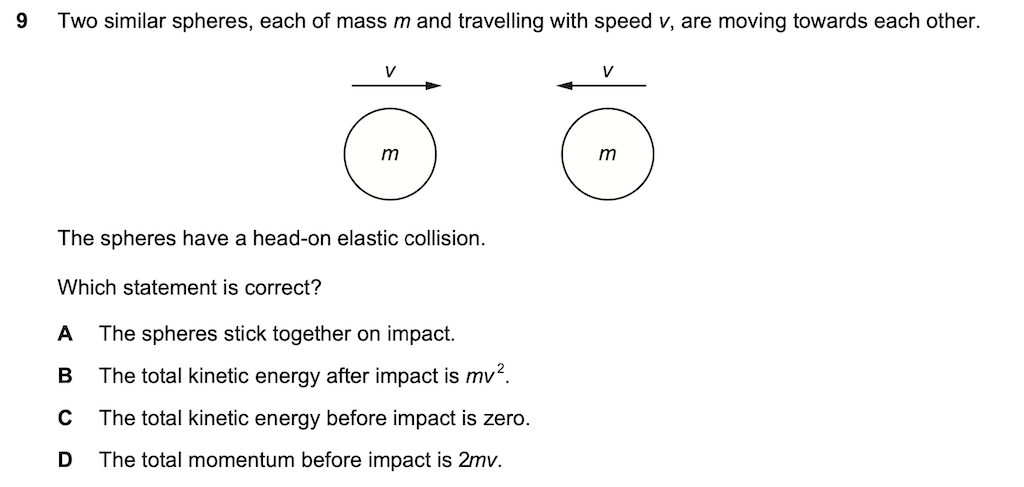 9 Two similar spheres, each of mass m and travelling with speed v, are moving towards each other.
v v
m m
The spheres have a head-on elastic collision.
Which statement is correct?
A The spheres stick together on impact.
B The total kinetic energy after impact is mv².
C The total kinetic energy before impact is zero.
D The total momentum before impact is 2mv.